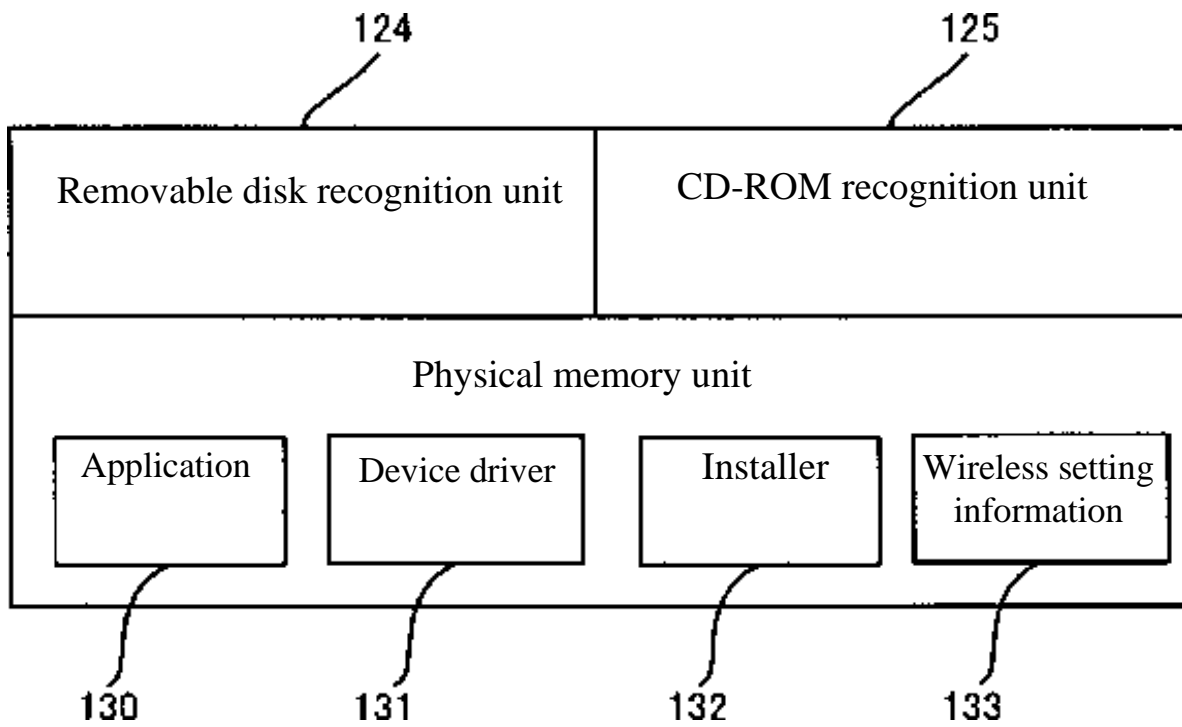 124
125
Removable disk recognition unit
CD-ROM recognition unit
Physical memory unit
Application
Device driver
Installer
Wireless setting
information
130
131
132
133